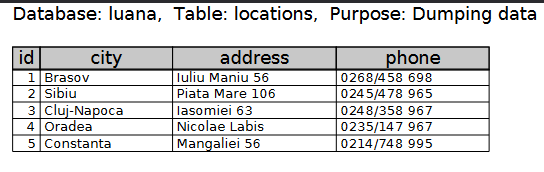 Database: luana, Table: locations, Purpose: Dumping data
id city address phone
1 Brasov Iuliu Maniu 56 0268/458 698
2 Sibiu Piata Mare 106 0245/478 965
3 Cluj-Napoca Iasomiei 63 0248/358 967
4 Oradea Nicolae Labis 0235/147 967
5 Constanta Mangaliei 56 0214/748 995